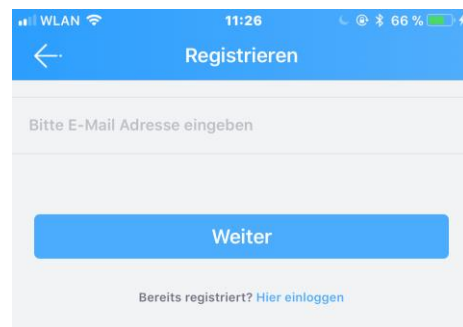 WLAN 11:26 66 %
Registrieren
Bitte E-Mail Adresse eingeben
Weiter
Bereits registriert? Hier einloggen